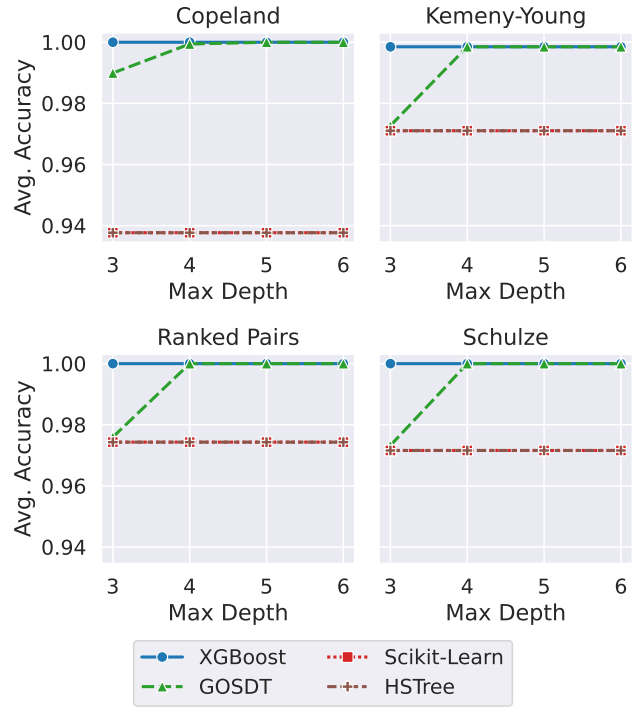 Copeland
Kemeny-Young
Avg. Accuracy
1.00
0.98
0.96
0.94
3 4 5 6
3 4 5 6
Max Depth
Max Depth
Ranked Pairs
Schulze
Avg. Accuracy
1.00
0.98
0.96
0.94
3 4 5 6
3 4 5 6
Max Depth
Max Depth
XGBoost
GOSDT
Scikit-Learn
HSTree